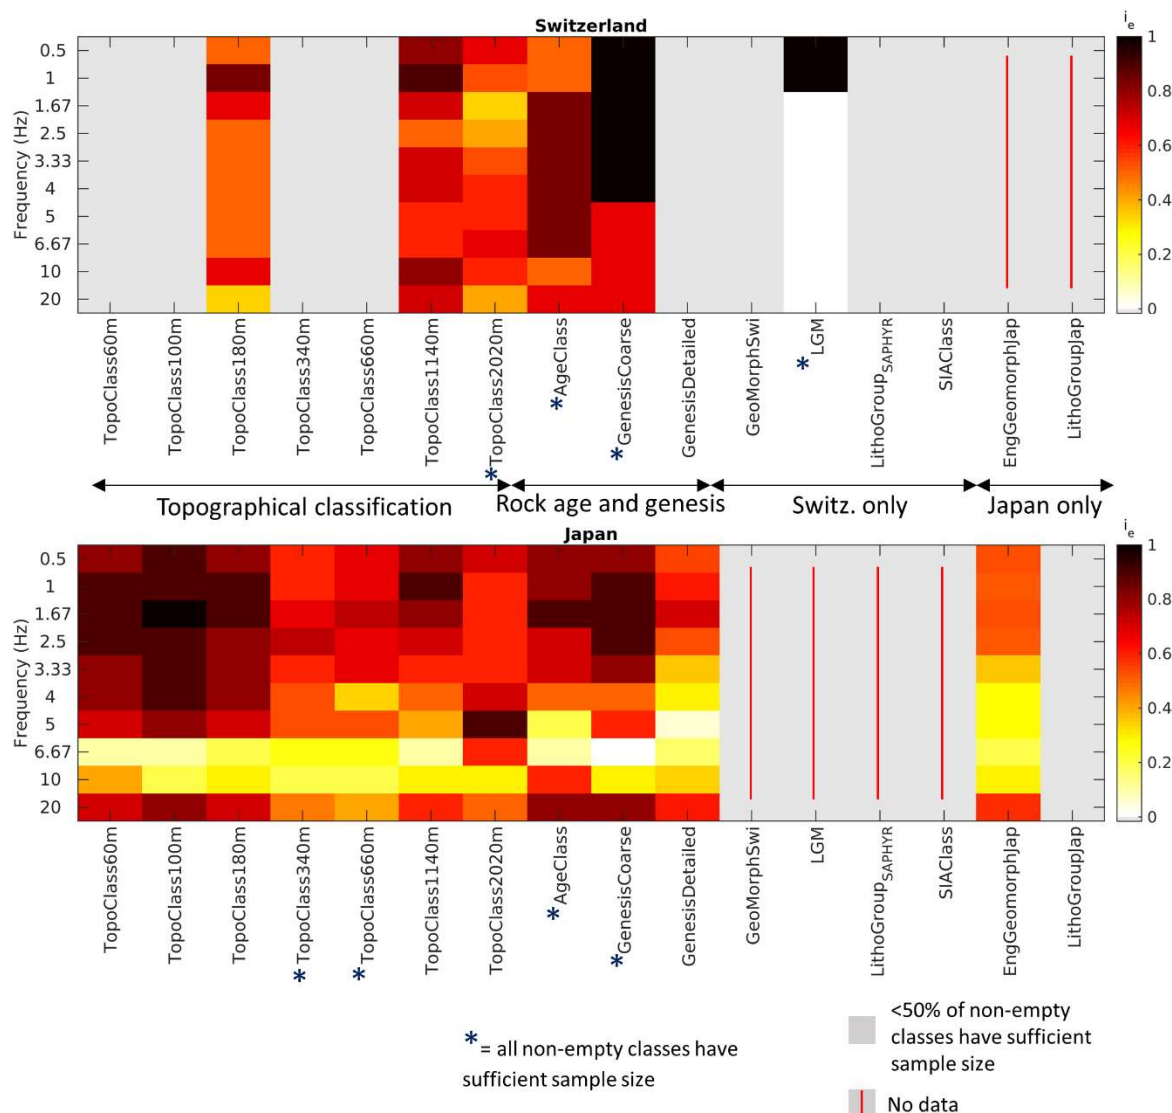 Switzerland
i_e
Frequency (Hz)
0.5
1
1.67
2.5
3.33
4
5
6.67
10
20
1
0.8
0.6
0.4
0.2
0
TopoClass60m
TopoClass100m
TopoClass180m
TopoClass340m
TopoClass660m
TopoClass1140m
*TopoClass2020m
*AgeClass
*GenesisCoarse
GenesisDetailed
GeoMorphSwi
*LGM
LithoGroup_SAPHYR
SIAClass
EngGeomorphJap
LithoGroupJap
Topographical classification
Rock age and genesis
Switz. only
Japan only
Japan
i_e
Frequency (Hz)
0.5
1
1.67
2.5
3.33
4
5
6.67
10
20
1
0.8
0.6
0.4
0.2
0
TopoClass60m
TopoClass100m
TopoClass180m
*TopoClass340m
*TopoClass660m
TopoClass1140m
TopoClass2020m
*AgeClass
*GenesisCoarse
GenesisDetailed
GeoMorphSwi
LGM
LithoGroup_SAPHYR
SIAClass
EngGeomorphJap
LithoGroupJap
* = all non-empty classes have
sufficient sample size
<50% of non-empty
classes have sufficient
sample size
No data